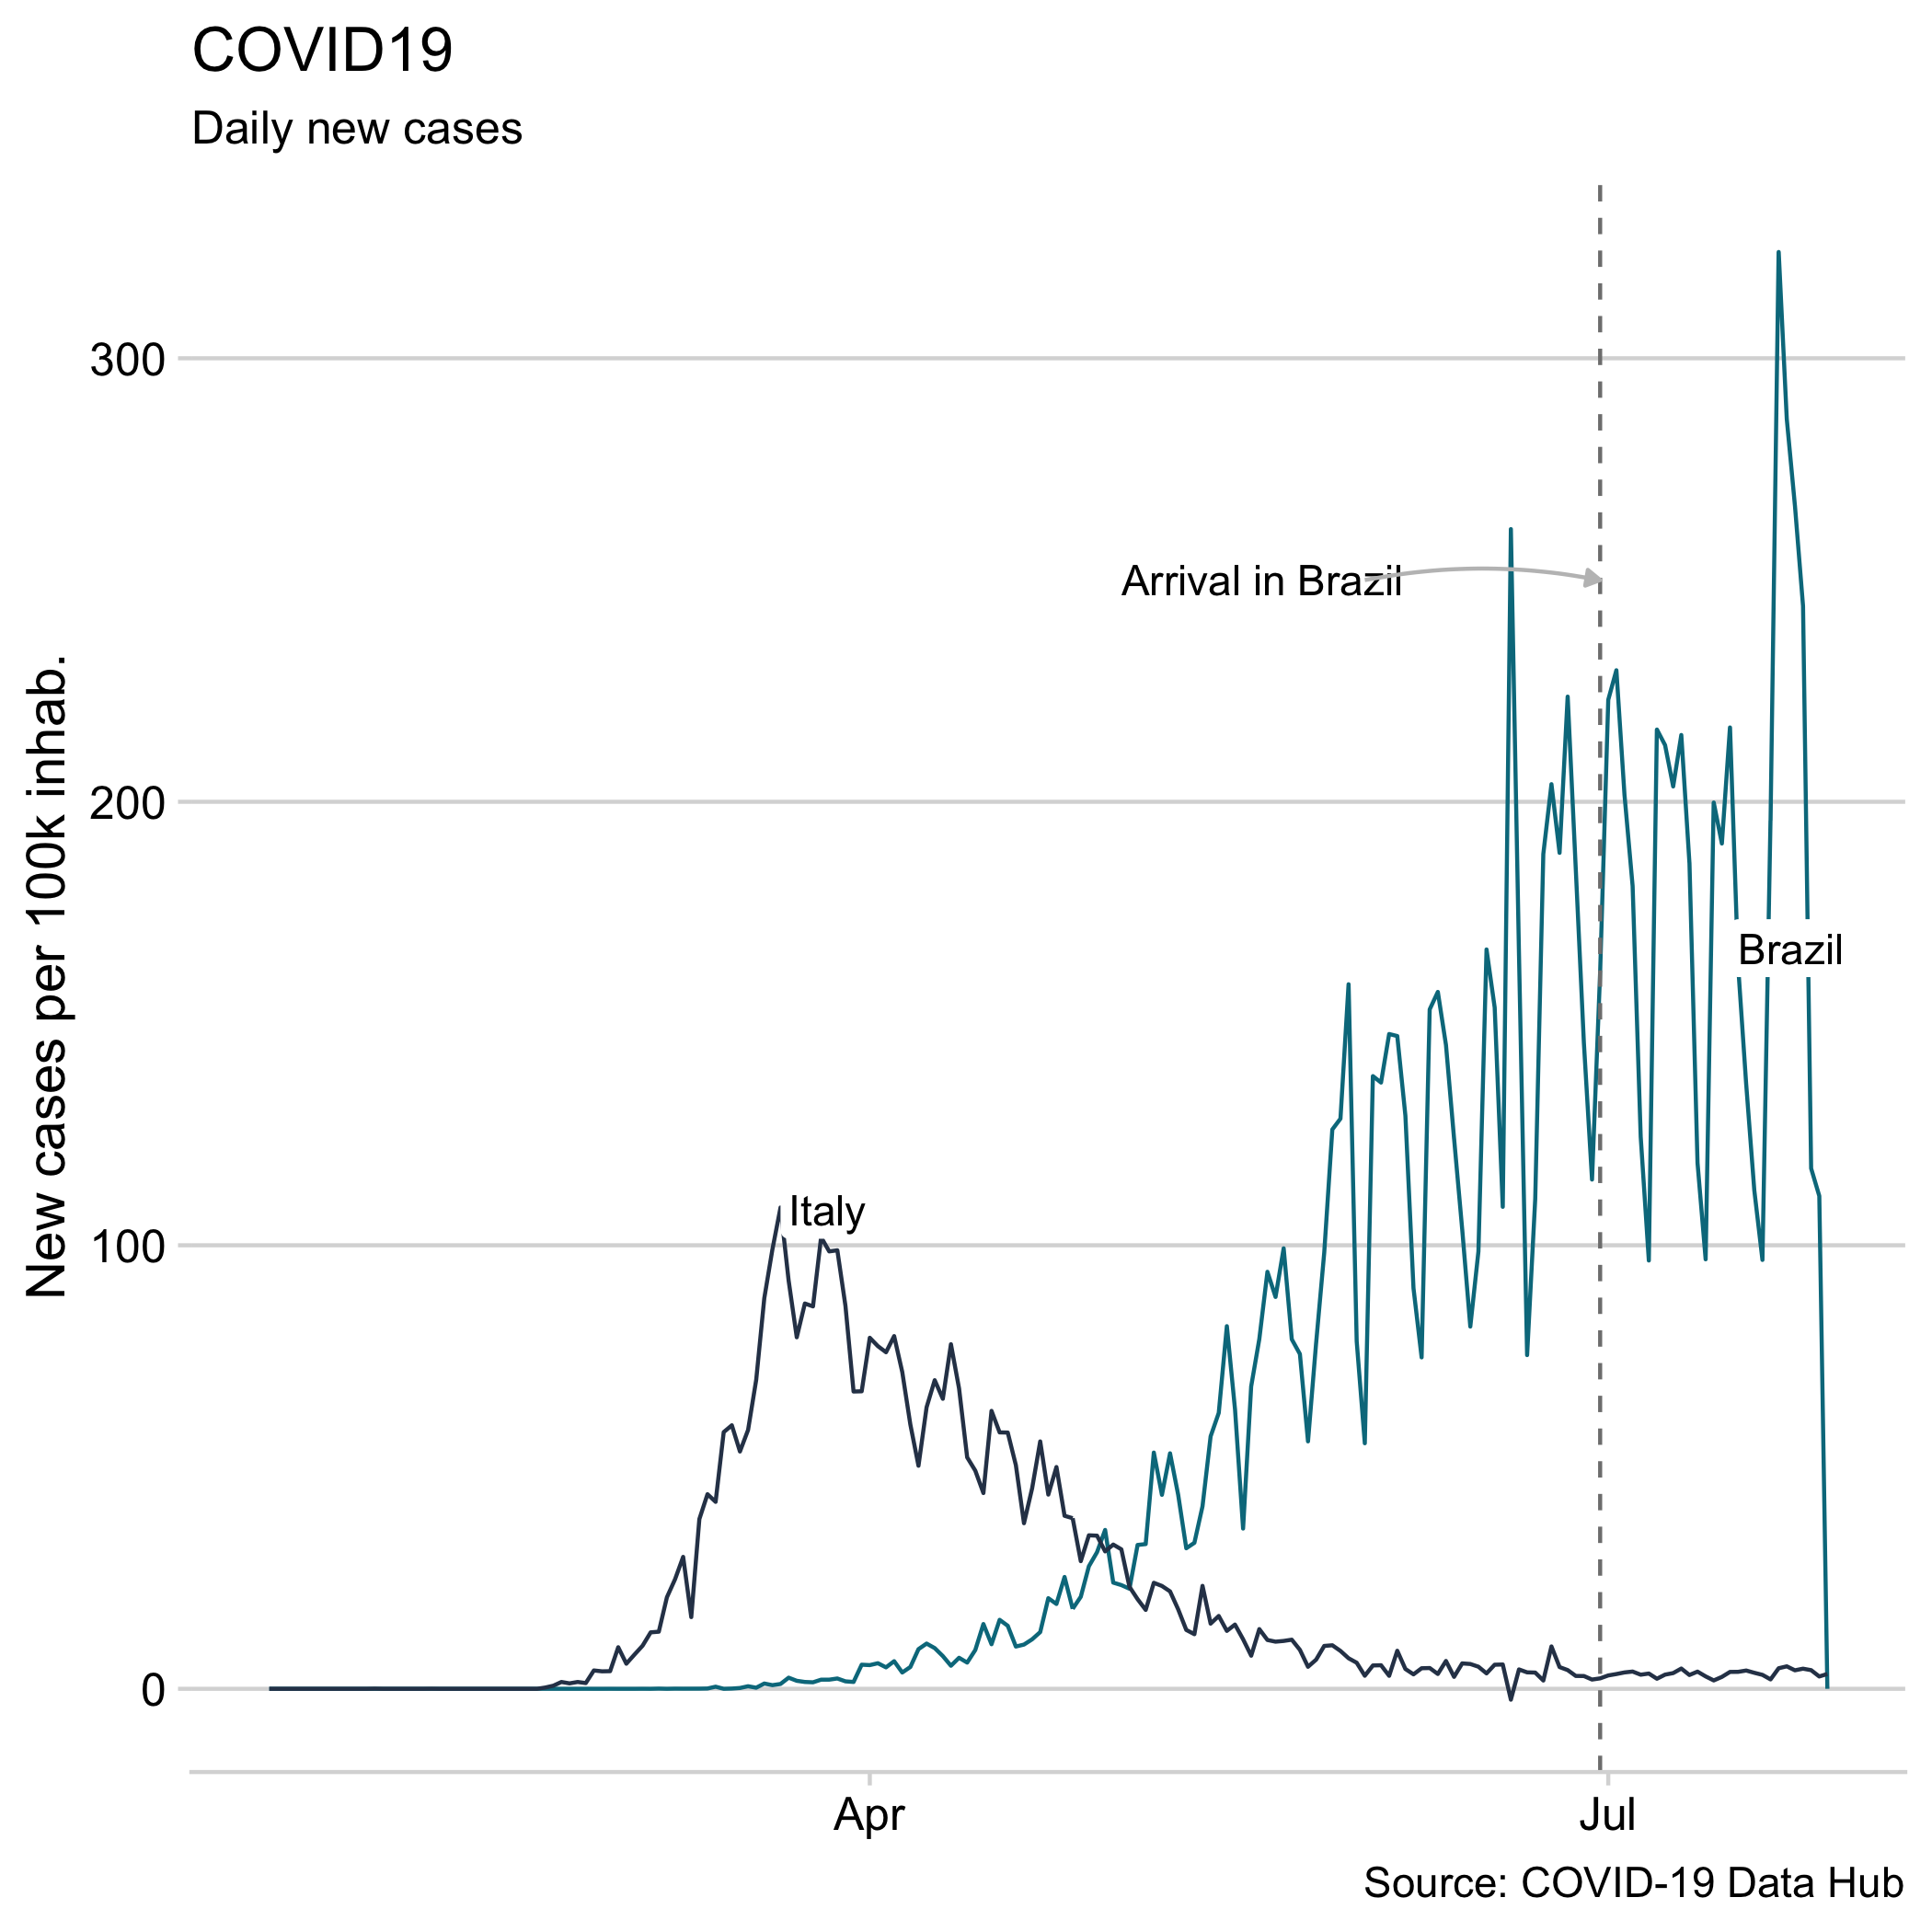 COVID19
Daily new cases
New cases per 100k inhab.
300
200
100
0
Arrival in Brazil
Brazil
Italy
Apr
Jul
Source: COVID-19 Data Hub